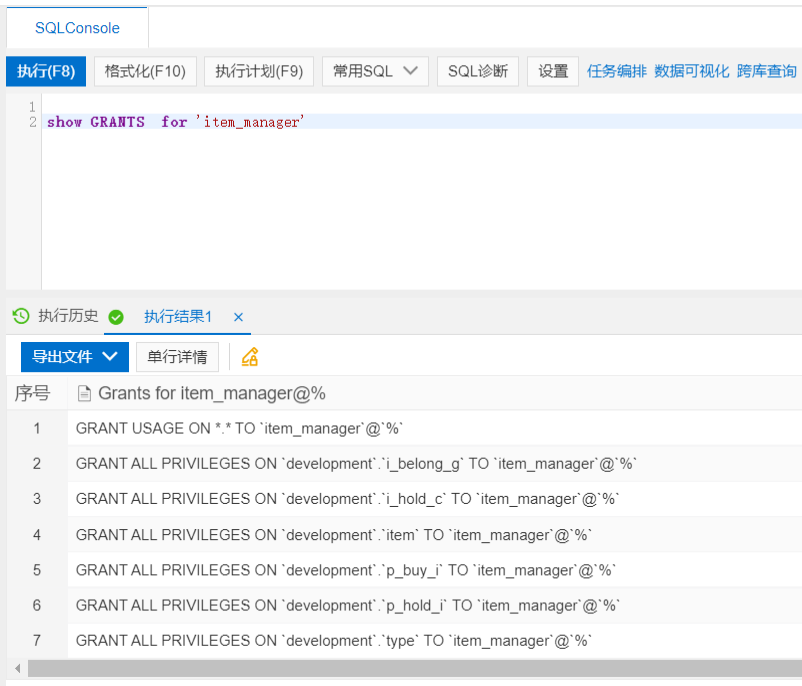 SQLConsole
执行(F8) 格式化(F10) 执行计划(F9) 常用SQL SQL诊断 设置 任务编排 数据可视化 跨库查询
1
2 show GRANTS  for 'item_manager'
执行历史 执行结果1 ×
导出文件 单行详情
序号 Grants for item_manager@%
1 GRANT USAGE ON *.* TO `item_manager`@`%`
2 GRANT ALL PRIVILEGES ON `development`.`i_belong_g` TO `item_manager`@`%`
3 GRANT ALL PRIVILEGES ON `development`.`i_hold_c` TO `item_manager`@`%`
4 GRANT ALL PRIVILEGES ON `development`.`item` TO `item_manager`@`%`
5 GRANT ALL PRIVILEGES ON `development`.`p_buy_i` TO `item_manager`@`%`
6 GRANT ALL PRIVILEGES ON `development`.`p_hold_i` TO `item_manager`@`%`
7 GRANT ALL PRIVILEGES ON `development`.`type` TO `item_manager`@`%`